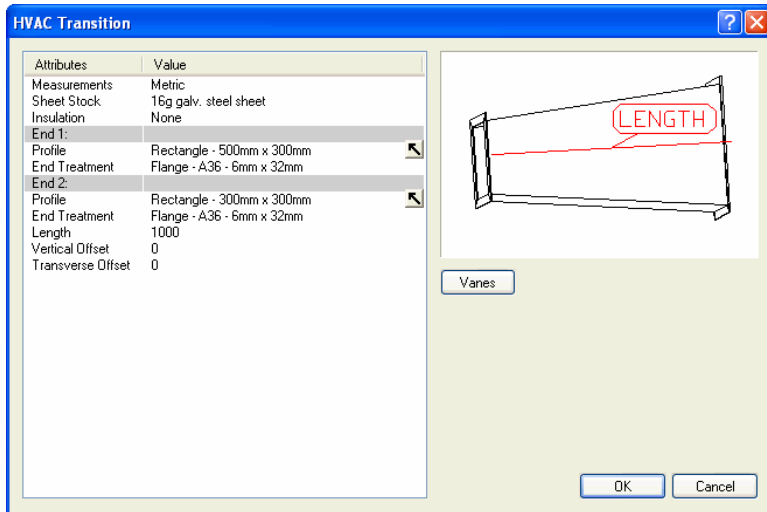 HVAC Transition
Attributes Value
Measurements Metric
Sheet Stock 16g galv. steel sheet
Insulation None
End 1:
Profile Rectangle - 500mm x 300mm
End Treatment Flange - A36 - 6mm x 32mm
End 2:
Profile Rectangle - 300mm x 300mm
End Treatment Flange - A36 - 6mm x 32mm
Length 1000
Vertical Offset 0
Transverse Offset 0
LENGTH
Vanes
OK Cancel